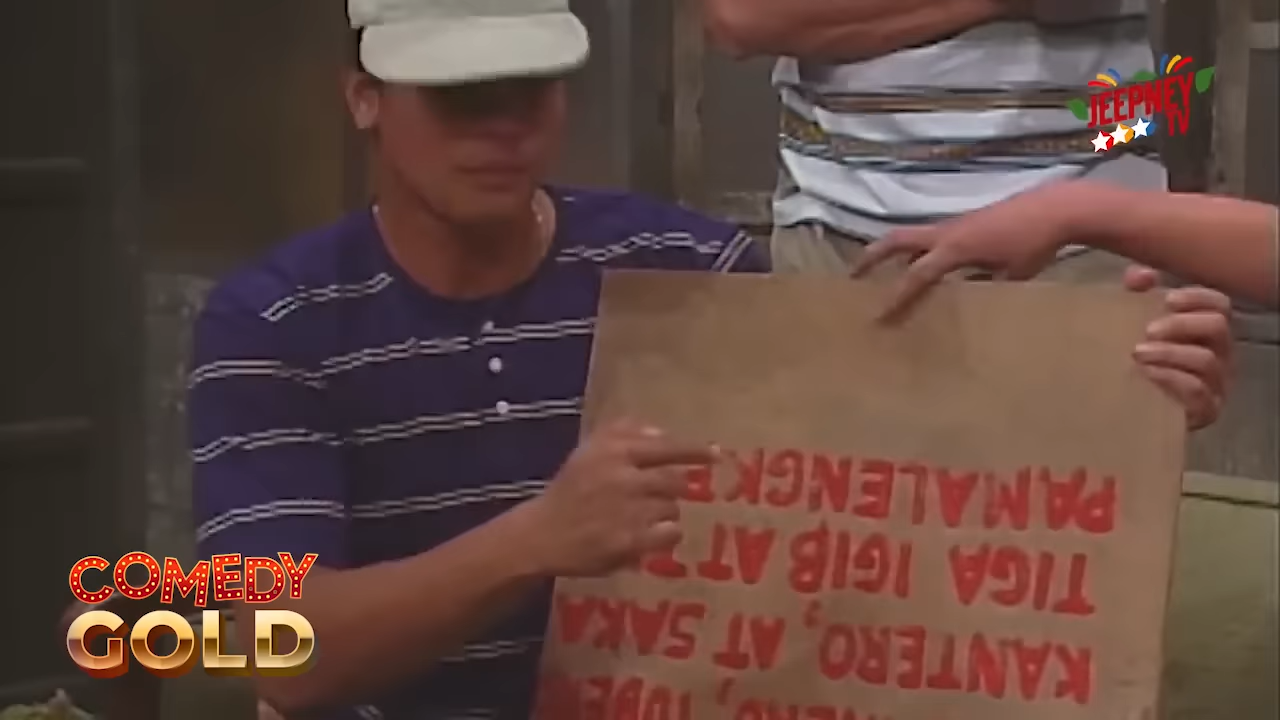 JEEPNEY
TV
KANTERO, AT SAKA
TIGA IGIB AT
PAMALENGKE
COMEDY
GOLD